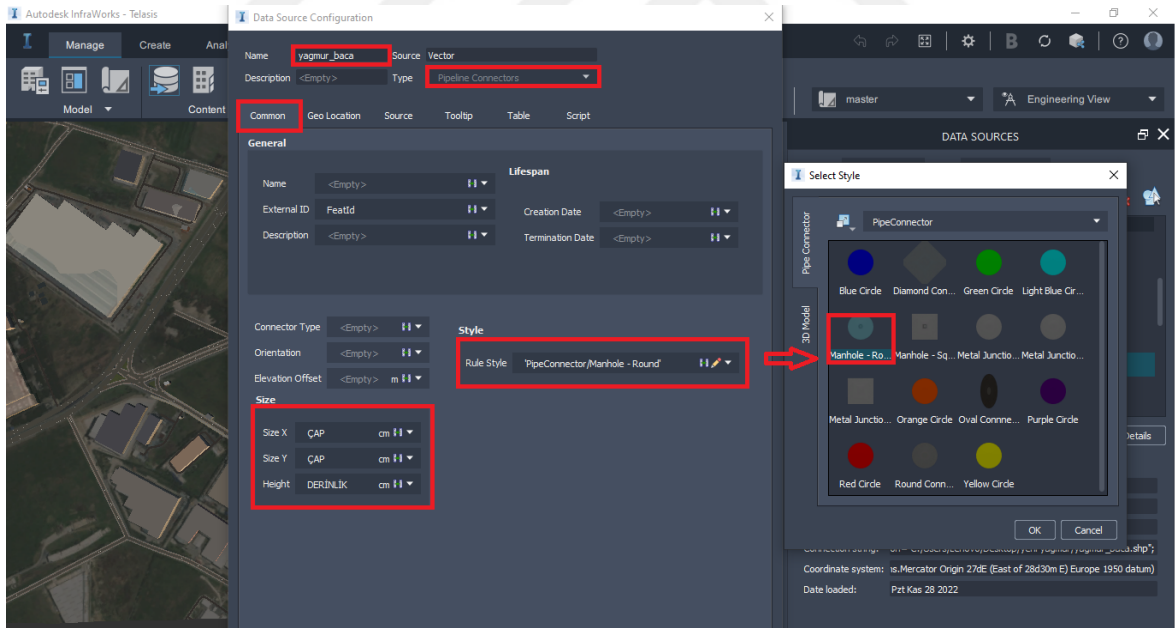 Autodesk InfraWorks - Telasis
Manage
Create
Anal
Model
Content
Data Source Configuration
Name yagmur_baca Source Vector
Description <Empty> Type Pipeline Connectors
Common Geo Location Source Tooltip Table Script
General
Name <Empty>
External ID FeatId
Description <Empty>
Lifespan
Creation Date <Empty>
Termination Date <Empty>
Connector Type <Empty>
Orientation <Empty>
Elevation Offset <Empty> m
Style
Rule Style 'PipeConnector/Manhole - Round'
Size
Size X ÇAP cm
Size Y ÇAP cm
Height DERİNLİK cm
master
Engineering View
DATA SOURCES
Select Style
PipeConnector
Pipe Connector
3D Model
Blue Circle Diamond Con... Green Circle Light Blue Cir...
Manhole - Ro... Manhole - Sq... Metal Junctio... Metal Junctio...
Metal Junctio... Orange Circle Oval Connne... Purple Circle
Red Circle Round Conn... Yellow Circle
OK Cancel
Details
Coordinate system: is.Mercator Origin 27dE (East of 28d30m E) Europe 1950 datum)
Date loaded: Pzt Kas 28 2022